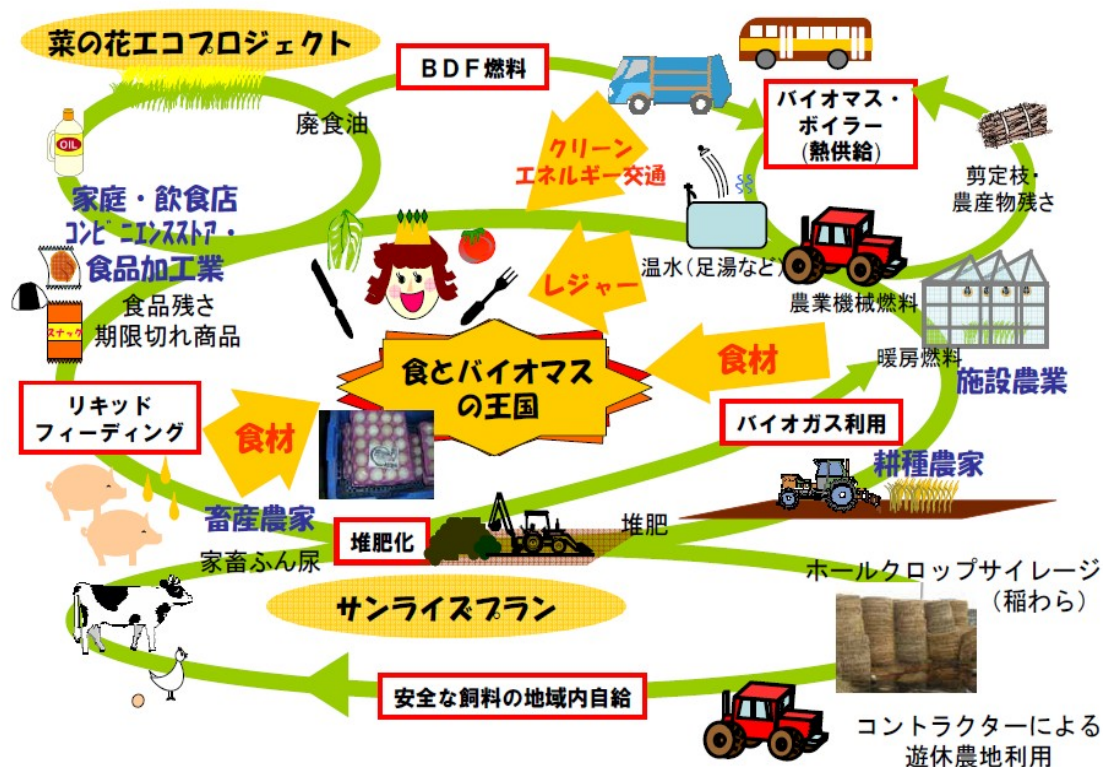 菜の花エコプロジェクト
BDF燃料
廃食油
OIL
バイオマス・
ボイラー
(熱供給)
クリーン
エネルギー交通
剪定枝・
農産物残さ
家庭・飲食店
コンビニエンスストア・
食品加工業
食品残さ
期限切れ商品
スナック
温水(足湯など)
レジャー
農業機械燃料
暖房燃料
施設農業
食とバイオマス
の王国
食材
リキッド
フィーディング
食材
バイオガス利用
耕種農家
畜産農家
堆肥化
堆肥
家畜ふん尿
ホールクロップサイレージ
(稲わら)
サンライズプラン
安全な飼料の地域内自給
コントラクターによる
遊休農地利用